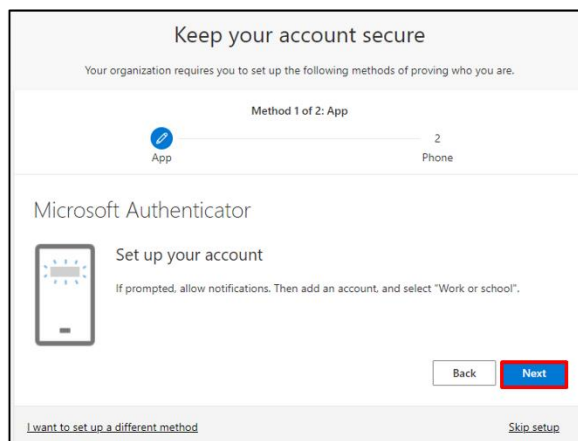 Keep your account secure
Your organization requires you to set up the following methods of proving who you are.
Method 1 of 2: App
2
App
Phone
Microsoft Authenticator
Set up your account
If prompted, allow notifications. Then add an account, and select "Work or school".
Back
Next
I want to set up a different method
Skip setup